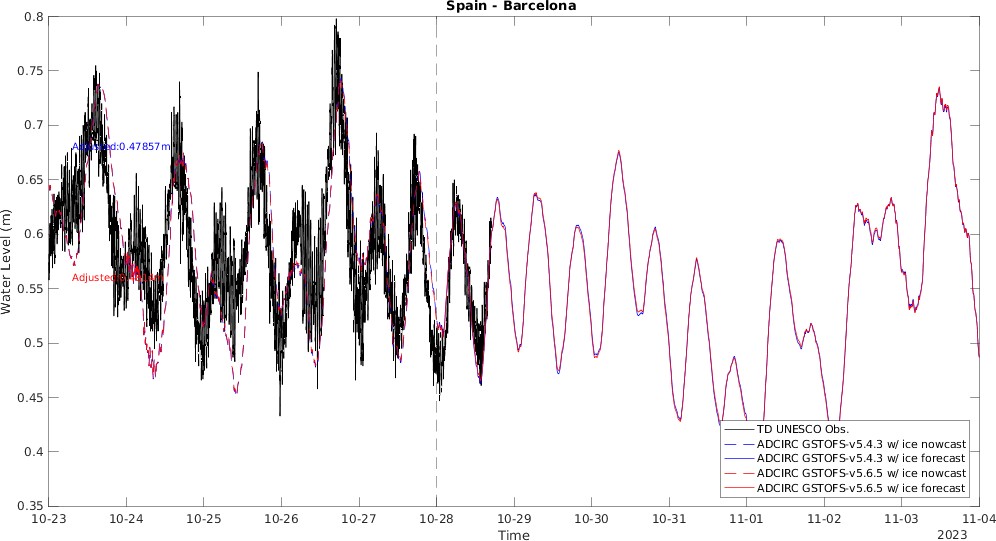 Spain - Barcelona
0.8
0.75
0.7
0.65
0.6
0.55
0.5
0.45
0.4
0.35
Water Level (m)
Adjusted:0.47857m
Adjusted:
TD UNESCO Obs.
ADCIRC GSTOFS-v5.4.3 w/ ice nowcast
ADCIRC GSTOFS-v5.4.3 w/ ice forecast
ADCIRC GSTOFS-v5.6.5 w/ ice nowcast
ADCIRC GSTOFS-v5.6.5 w/ ice forecast
10-23 10-24 10-25 10-26 10-27 10-28 10-29 10-30 10-31 11-01 11-02 11-03 11-04
Time
2023